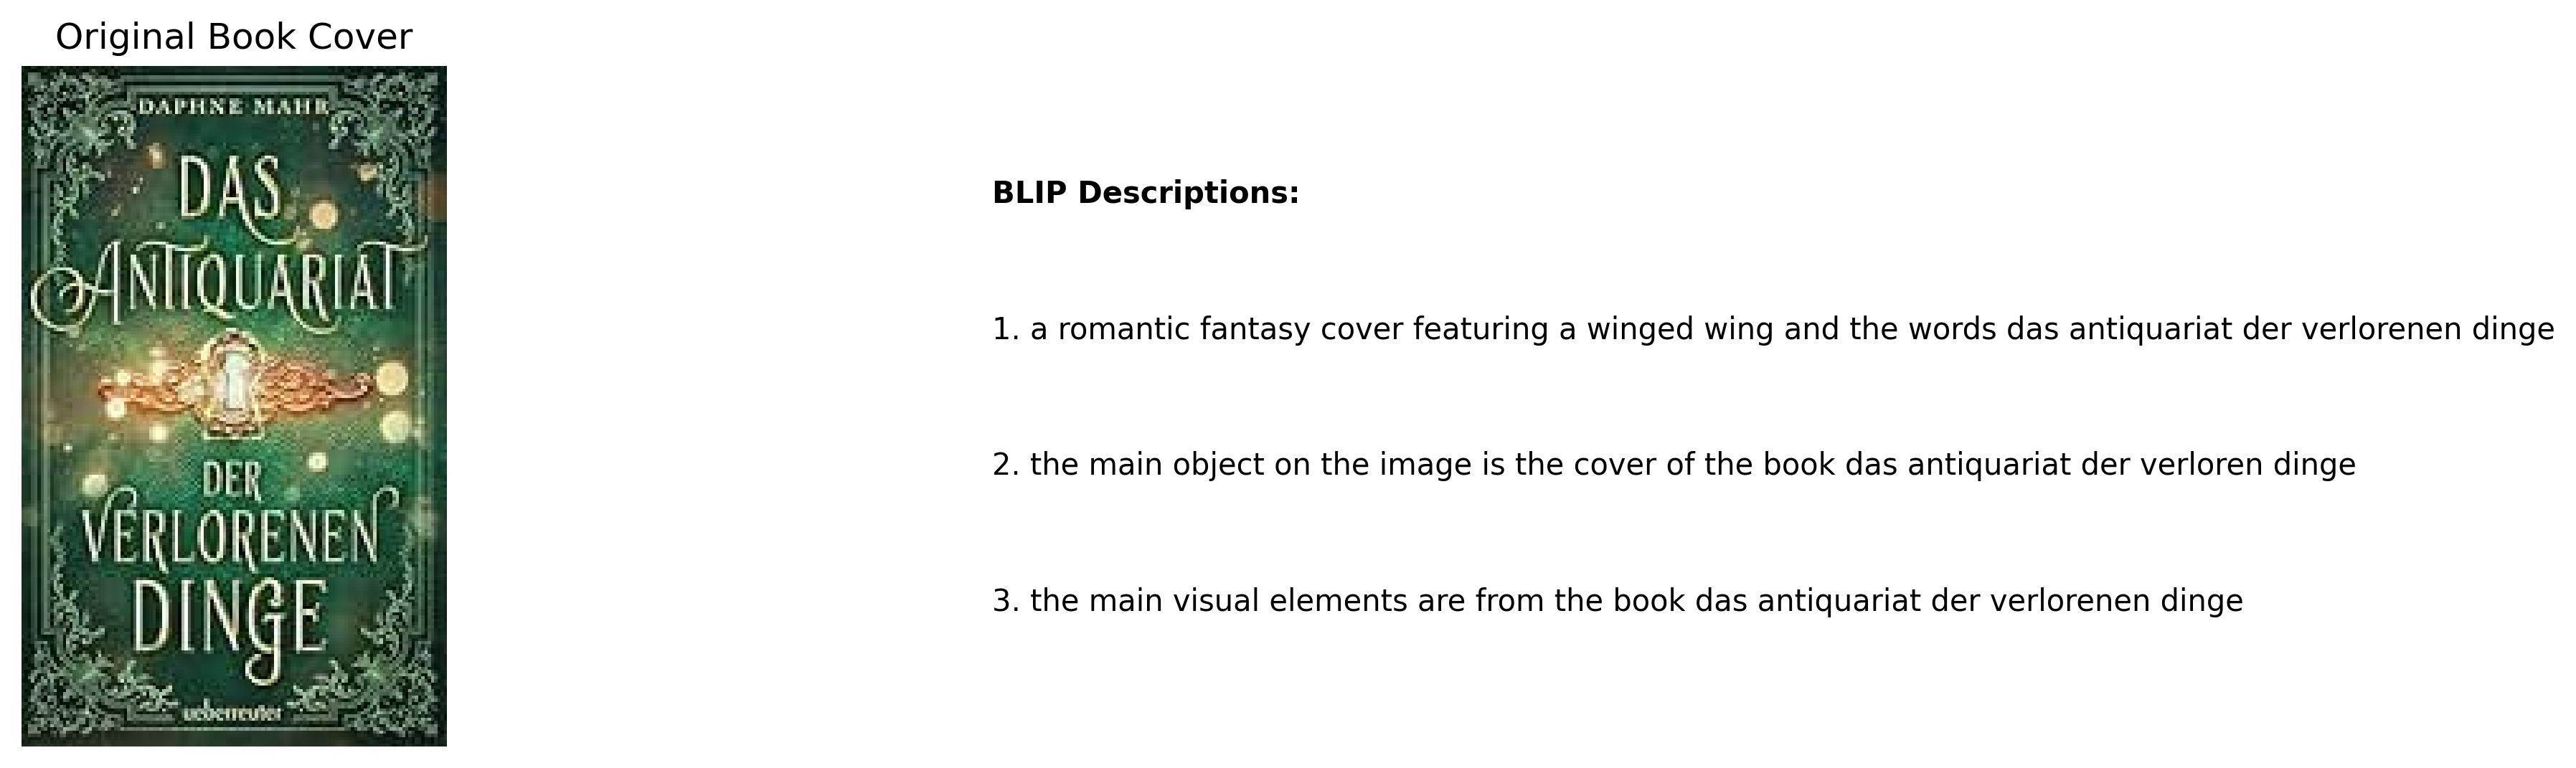 Original Book Cover
DAPHNE MAHR
DAS
ANTIQUARIAT
DER
VERLORENEN
DINGE
ueberreuter
BLIP Descriptions:
1. a romantic fantasy cover featuring a winged wing and the words das antiquariat der verlorenen dinge
2. the main object on the image is the cover of the book das antiquariat der verloren dinge
3. the main visual elements are from the book das antiquariat der verlorenen dinge